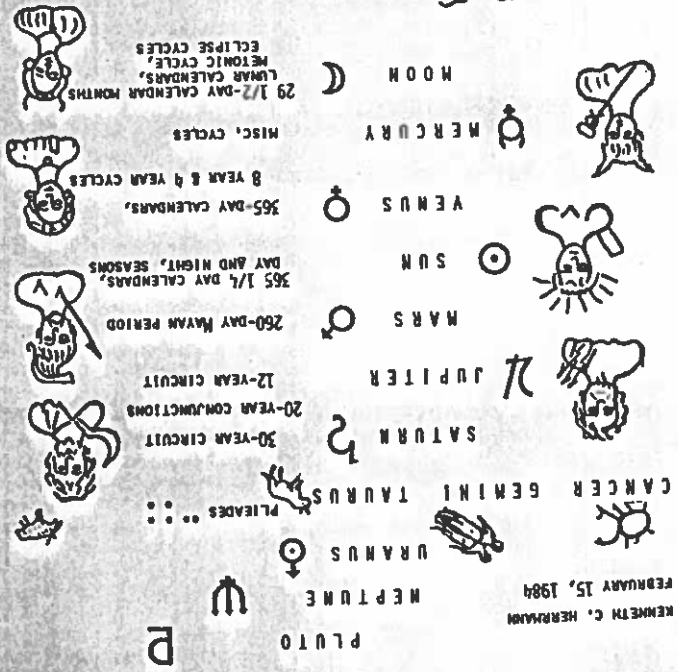 PLUTO
KENNETH C. HERRMANN
FEBRUARY 15, 1984
NEPTUNE
URANUS
PLIEADES
CANCER GEMINI TAURUS
SATURN
30-YEAR CIRCUIT
20-YEAR CONJUNCTIONS
JUPITER
12-YEAR CIRCUIT
MARS
260-DAY MAYAN PERIOD
SUN
365 1/4 DAY CALENDARS,
DAY AND NIGHT, SEASONS
VENUS
365-DAY CALENDARS,
8 YEAR & 4 YEAR CYCLES
MERCURY
MISC. CYCLES
MOON
29 1/2-DAY CALENDAR MONTHS
LUNAR CALENDARS,
METONIC CYCLE,
ECLIPSE CYCLES